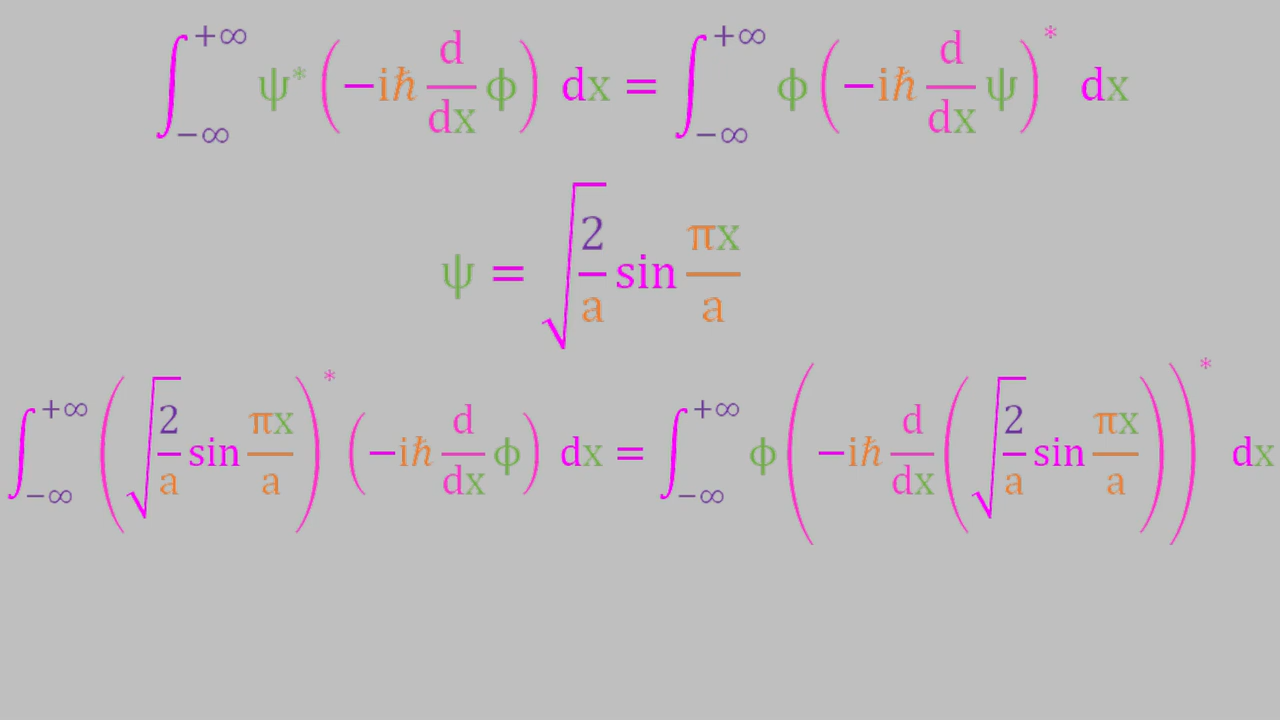 ∫₋∞⁺∞ ψ* (−iℏ d/dx ϕ) dx = ∫₋∞⁺∞ ϕ (−iℏ d/dx ψ)* dx
ψ = √(2/a) sin πx/a
∫₋∞⁺∞ (√(2/a) sin πx/a)* (−iℏ d/dx ϕ) dx = ∫₋∞⁺∞ ϕ (−iℏ d/dx (√(2/a) sin πx/a))* dx